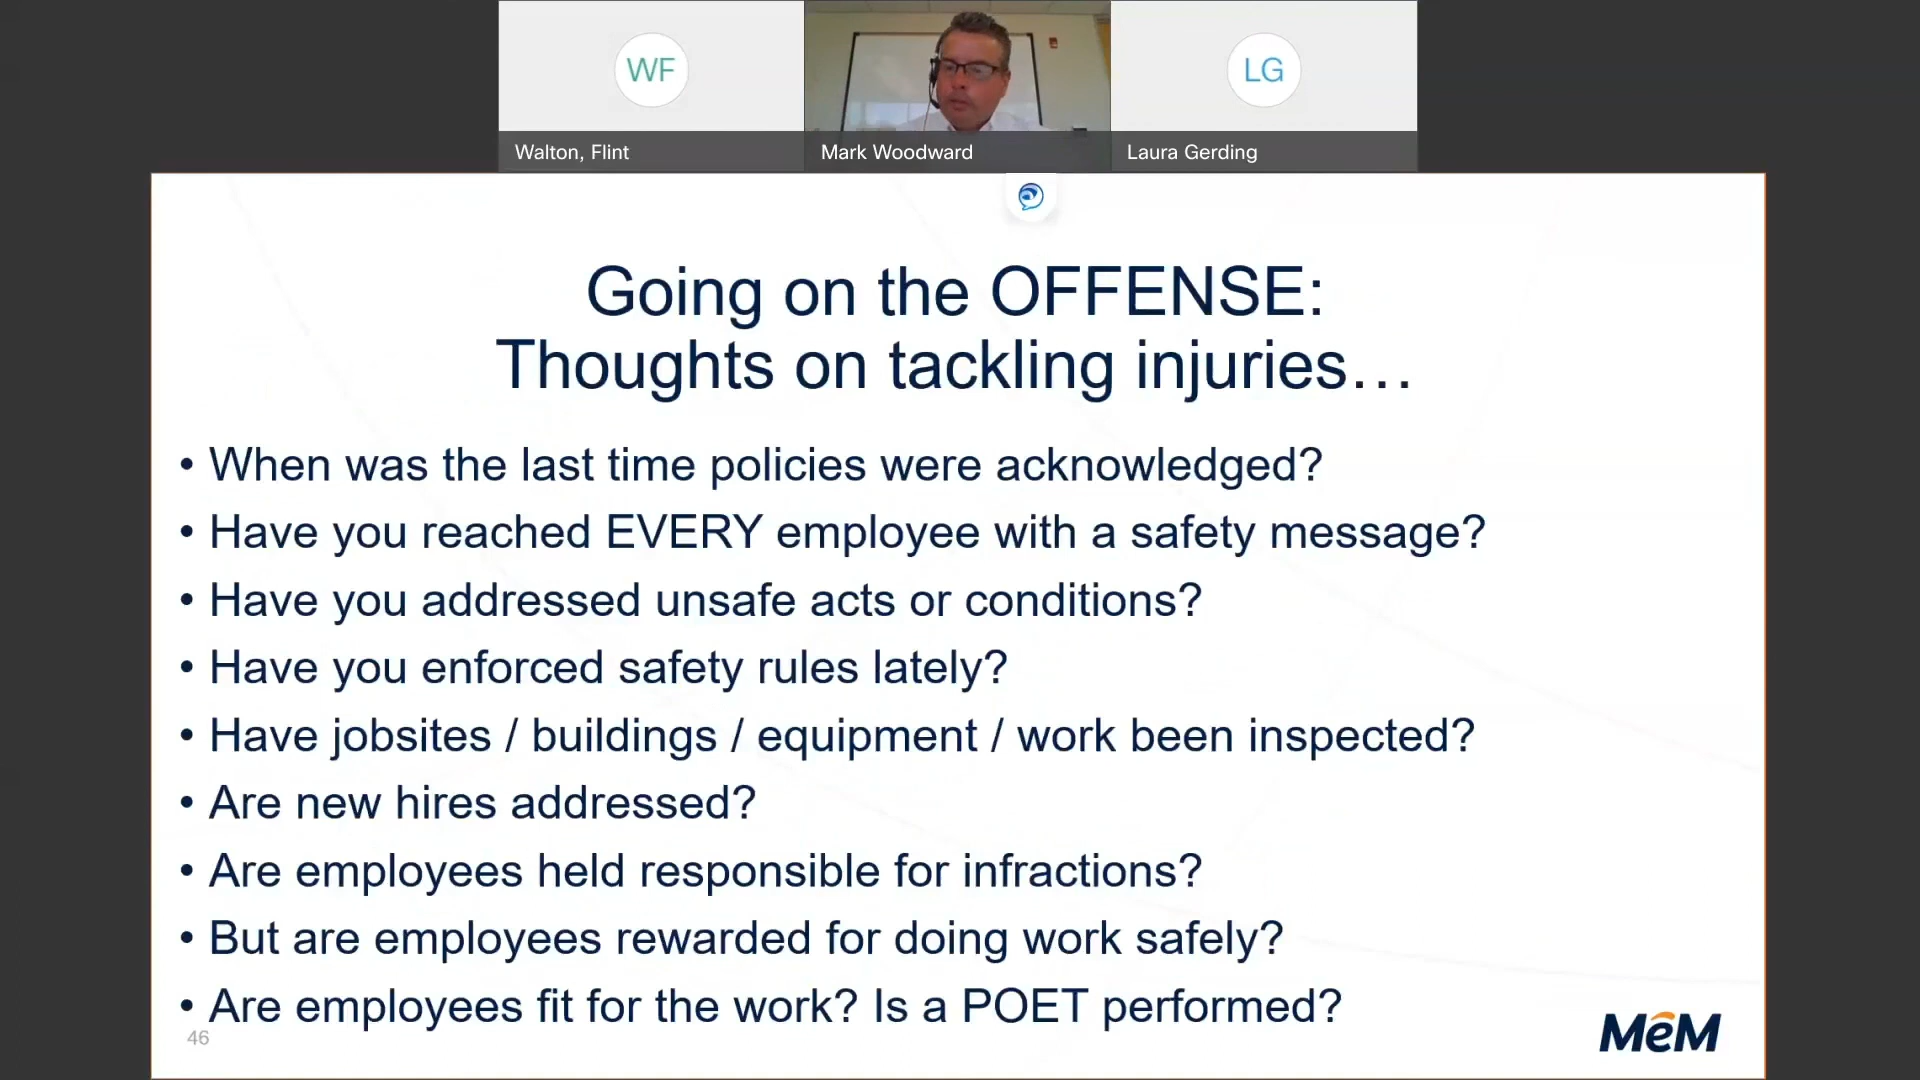 WF
LG
Walton, Flint
Mark Woodward
Laura Gerding
Going on the OFFENSE:
Thoughts on tackling injuries…
• When was the last time policies were acknowledged?
• Have you reached EVERY employee with a safety message?
• Have you addressed unsafe acts or conditions?
• Have you enforced safety rules lately?
• Have jobsites / buildings / equipment / work been inspected?
• Are new hires addressed?
• Are employees held responsible for infractions?
• But are employees rewarded for doing work safely?
• Are employees fit for the work? Is a POET performed?
46
MeM